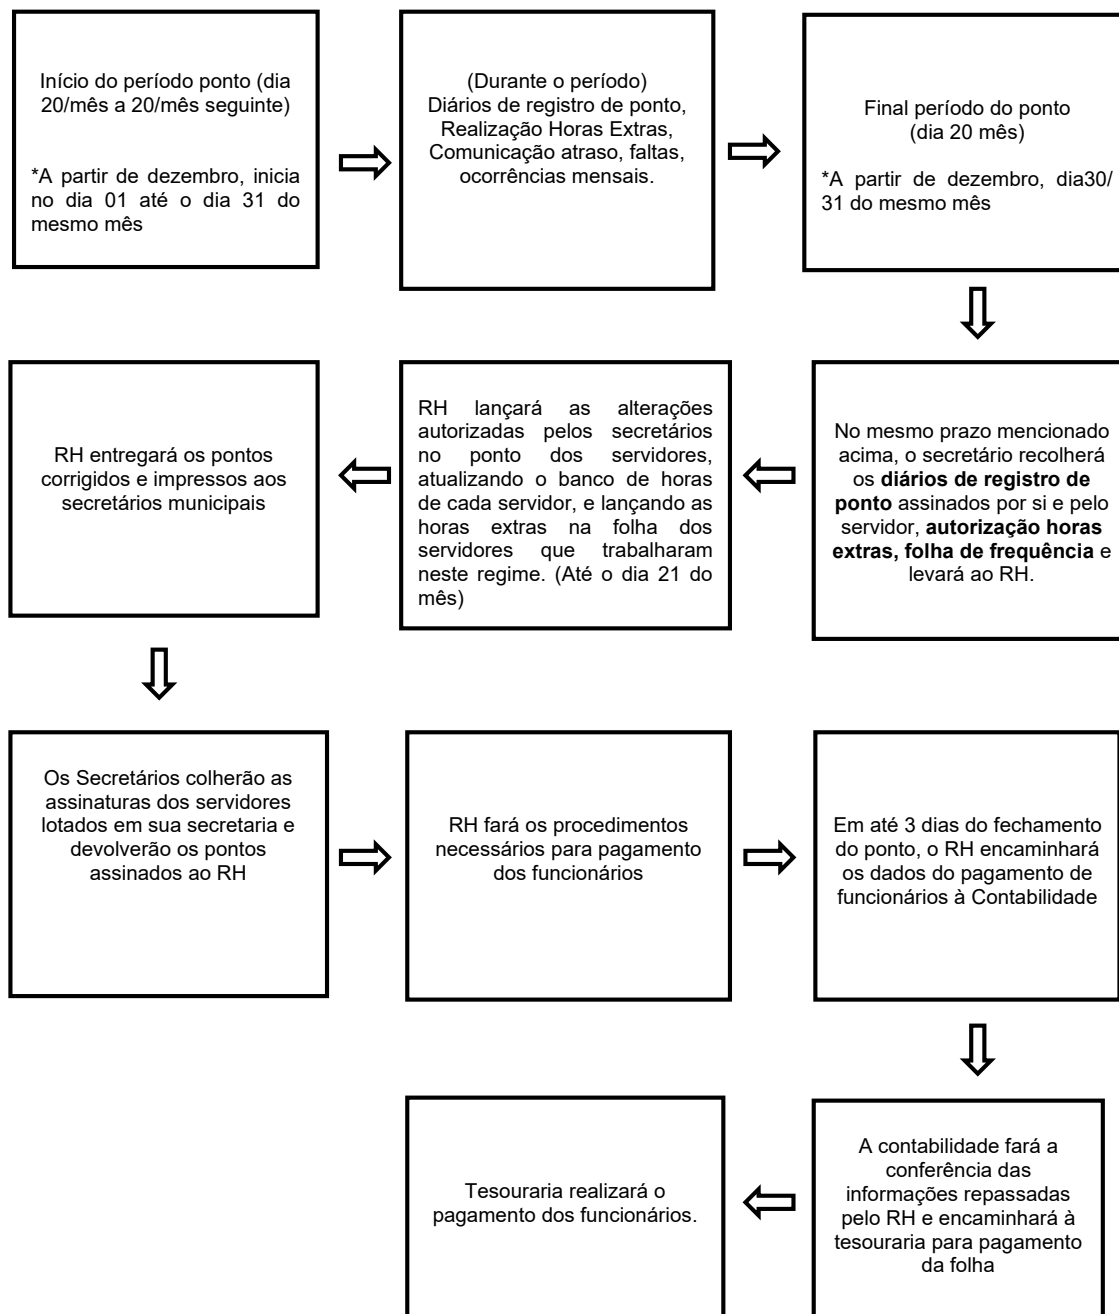 Início do período ponto (dia
20/mês a 20/mês seguinte)
*A partir de dezembro, inicia
no dia 01 até o dia 31 do
mesmo mês
(Durante o período)
Diários de registro de ponto,
Realização Horas Extras,
Comunicação atraso, faltas,
ocorrências mensais.
Final período do ponto
(dia 20 mês)
*A partir de dezembro, dia30/
31 do mesmo mês
No mesmo prazo mencionado
acima, o secretário recolherá
os diários de registro de
ponto assinados por si e pelo
servidor, autorização horas
extras, folha de frequência e
levará ao RH.
RH lançará as alterações
autorizadas pelos secretários
no ponto dos servidores,
atualizando o banco de horas
de cada servidor, e lançando as
horas extras na folha dos
servidores que trabalharam
neste regime. (Até o dia 21 do
mês)
RH entregará os pontos
corrigidos e impressos aos
secretários municipais
Os Secretários colherão as
assinaturas dos servidores
lotados em sua secretaria e
devolverão os pontos
assinados ao RH
RH fará os procedimentos
necessários para pagamento
dos funcionários
Em até 3 dias do fechamento
do ponto, o RH encaminhará
os dados do pagamento de
funcionários à Contabilidade
A contabilidade fará a
conferência das
informações repassadas
pelo RH e encaminhará à
tesouraria para pagamento
da folha
Tesouraria realizará o
pagamento dos funcionários.